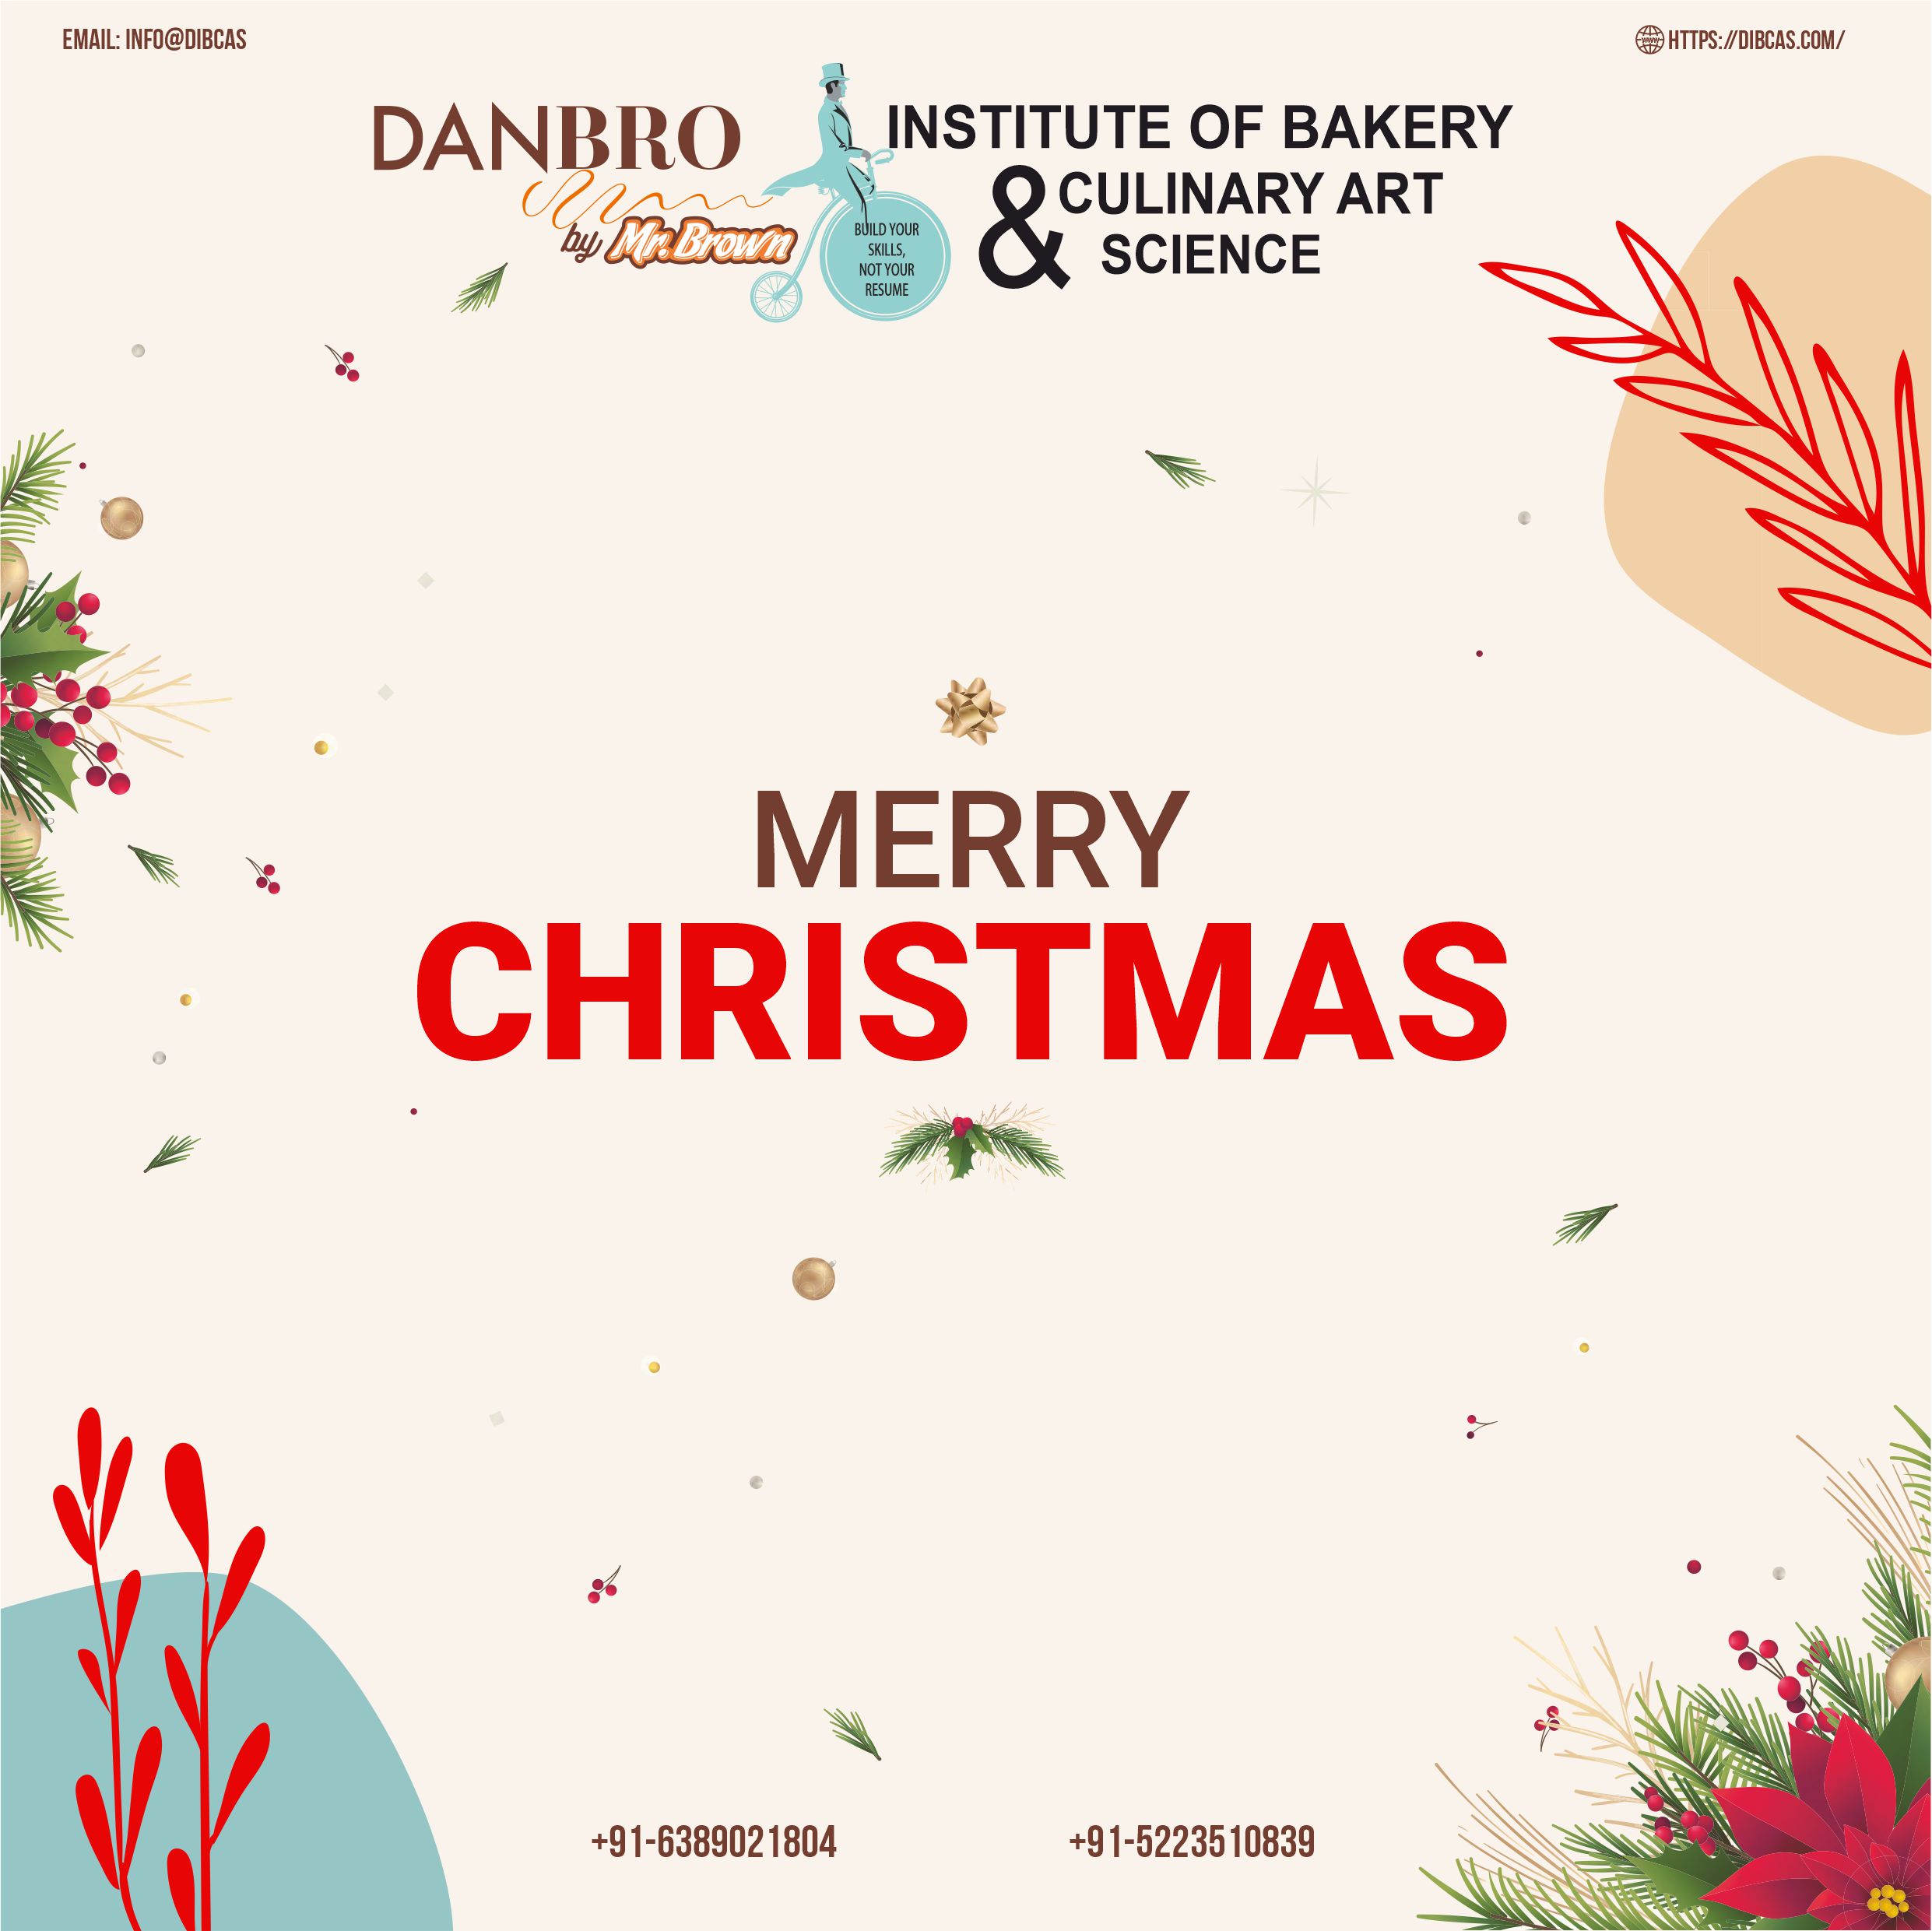 EMAIL: INFO@DIBCAS
HTTPS://DIBCAS.COM/
DANBRO
by Mr. Brown
BUILD YOUR
SKILLS,
NOT YOUR
RESUME
INSTITUTE OF BAKERY
& CULINARY ART
SCIENCE
MERRY
CHRISTMAS
+91-6389021804
+91-5223510839